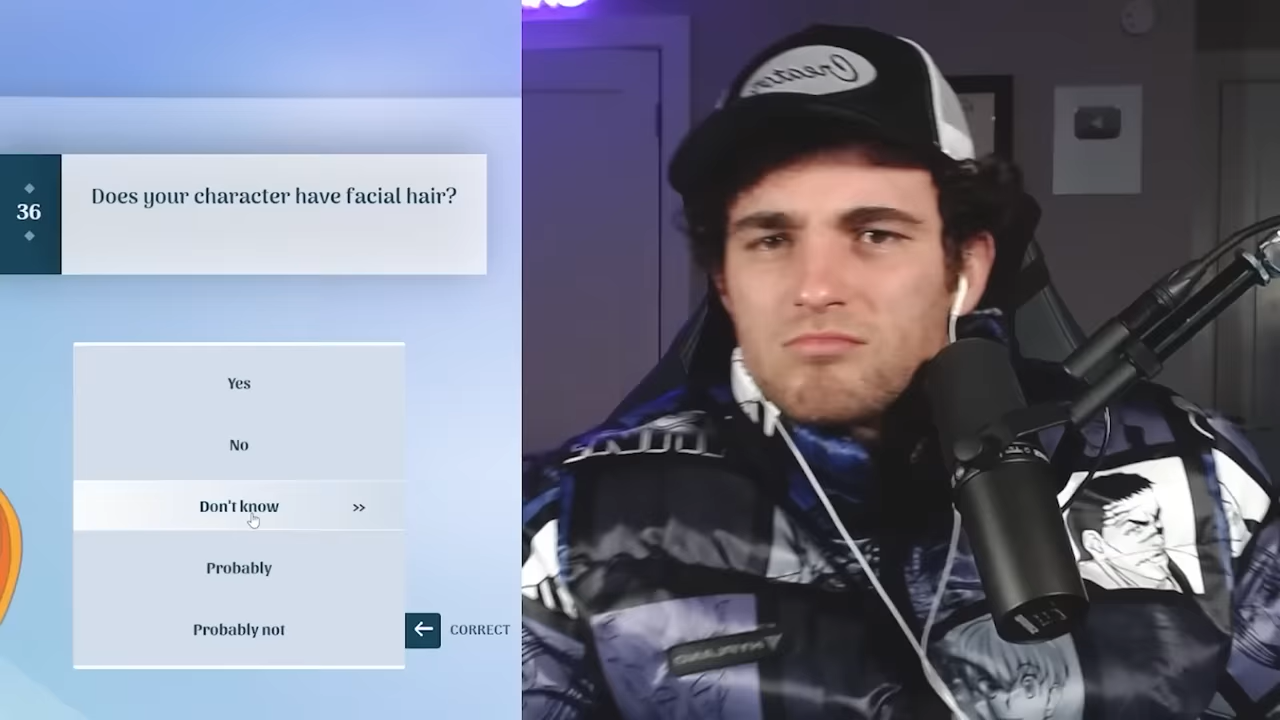 36
Does your character have facial hair?
Yes
No
Don't know
Probably
Probably not
CORRECT